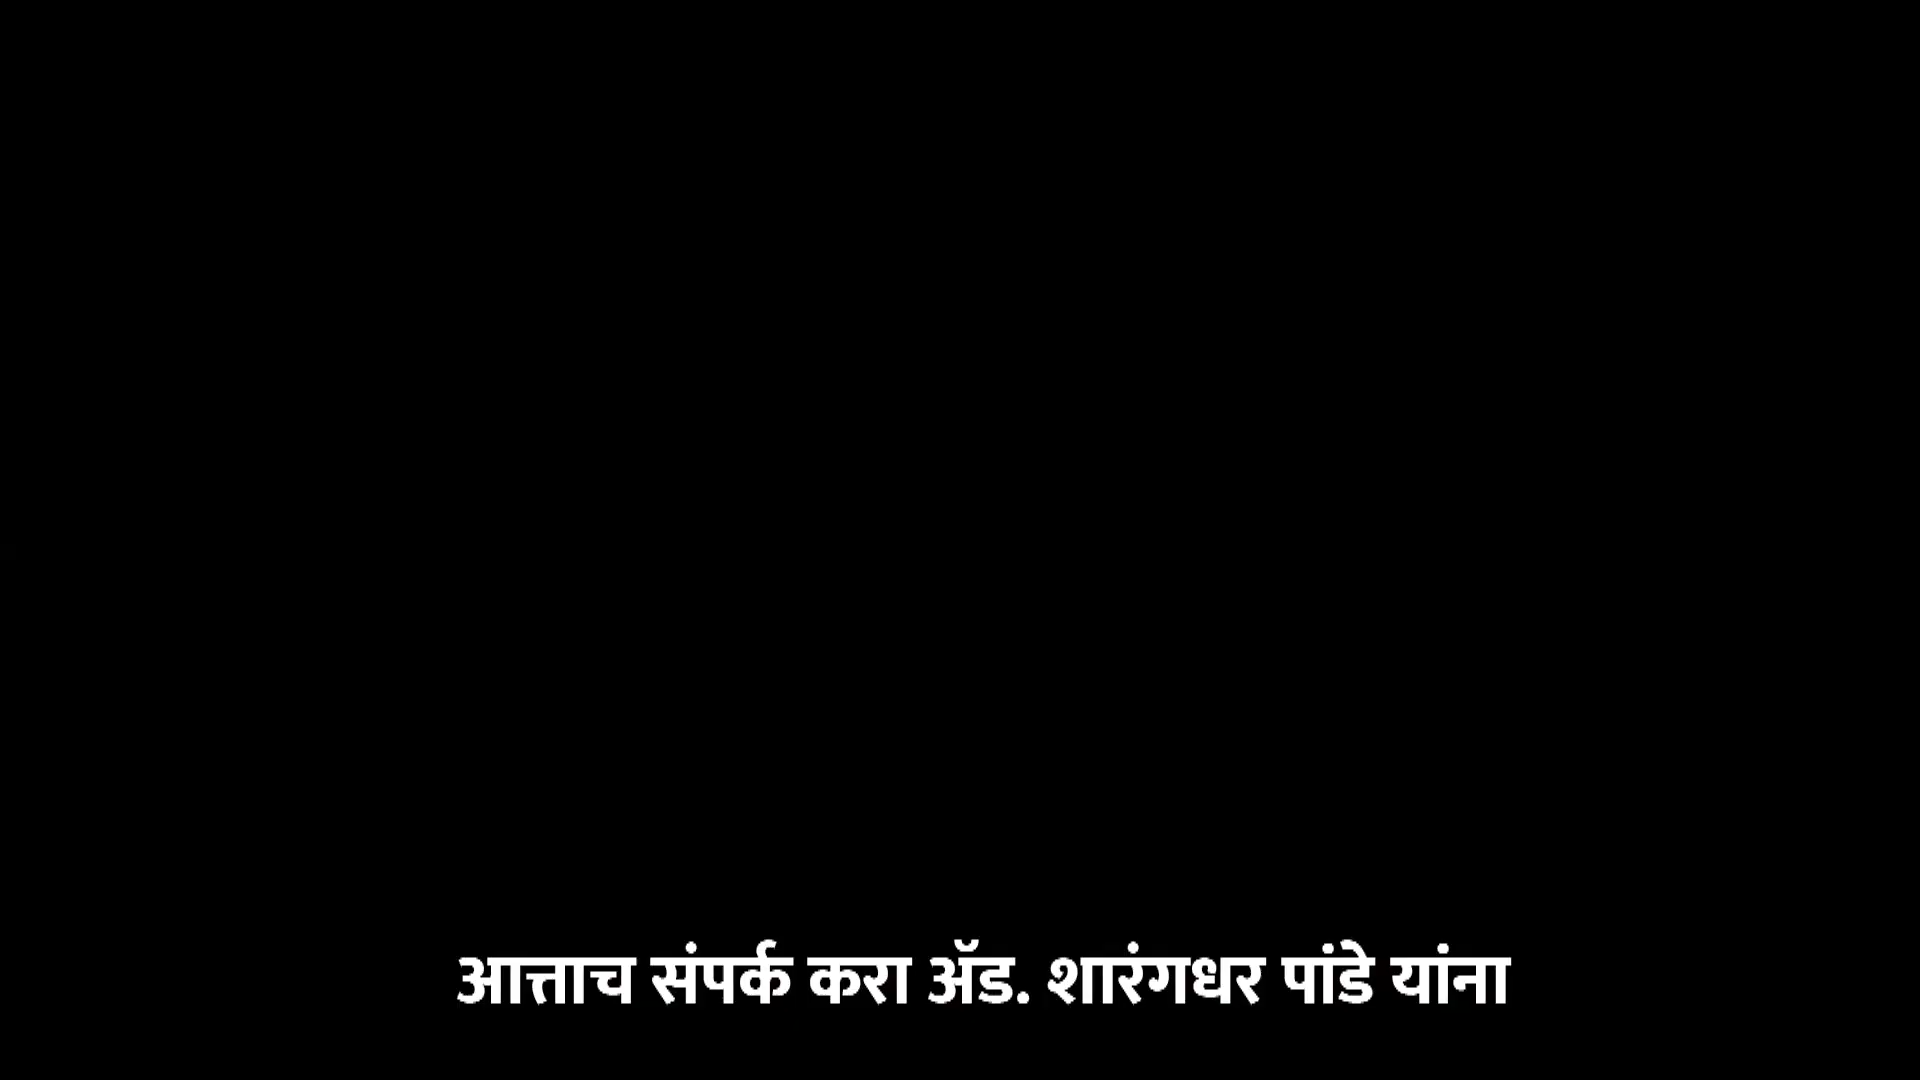 आत्ताच संपर्क करा ॲड. शारंगधर पांडे यांना